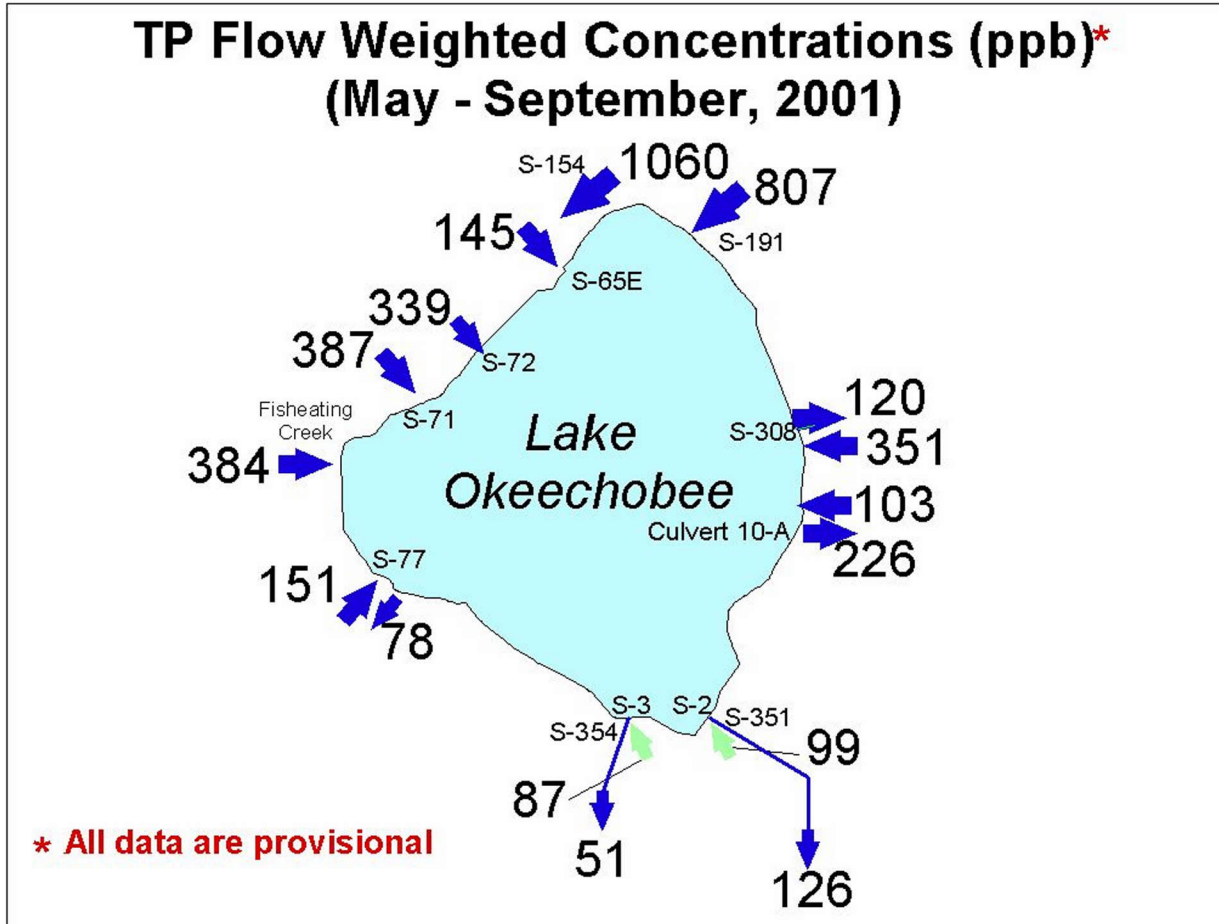 TP Flow Weighted Concentrations (ppb)*
(May - September, 2001)
S-154
1060
807
145
S-191
S-65E
339
387
S-72
Fisheating
Creek
S-71
120
S-308
351
384
Lake
Okeechobee
103
Culvert 10-A
226
S-77
151
78
S-3
S-2
S-354
S-351
99
87
51
126
* All data are provisional